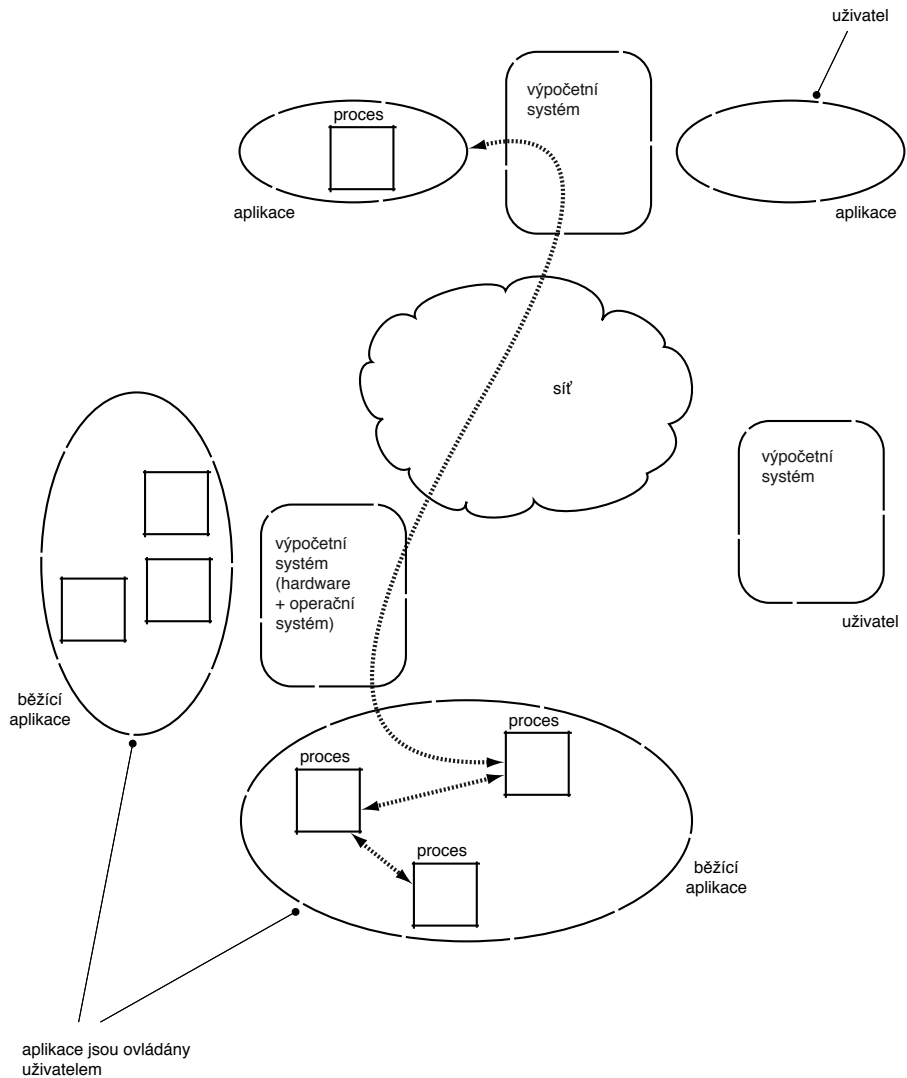 uživatel
výpočetní
systém
proces
aplikace
aplikace
síť
výpočetní
systém
výpočetní
systém
(hardware
+ operační
systém)
uživatel
běžící
aplikace
proces
proces
proces
běžící
aplikace
aplikace jsou ovládány
uživatelem